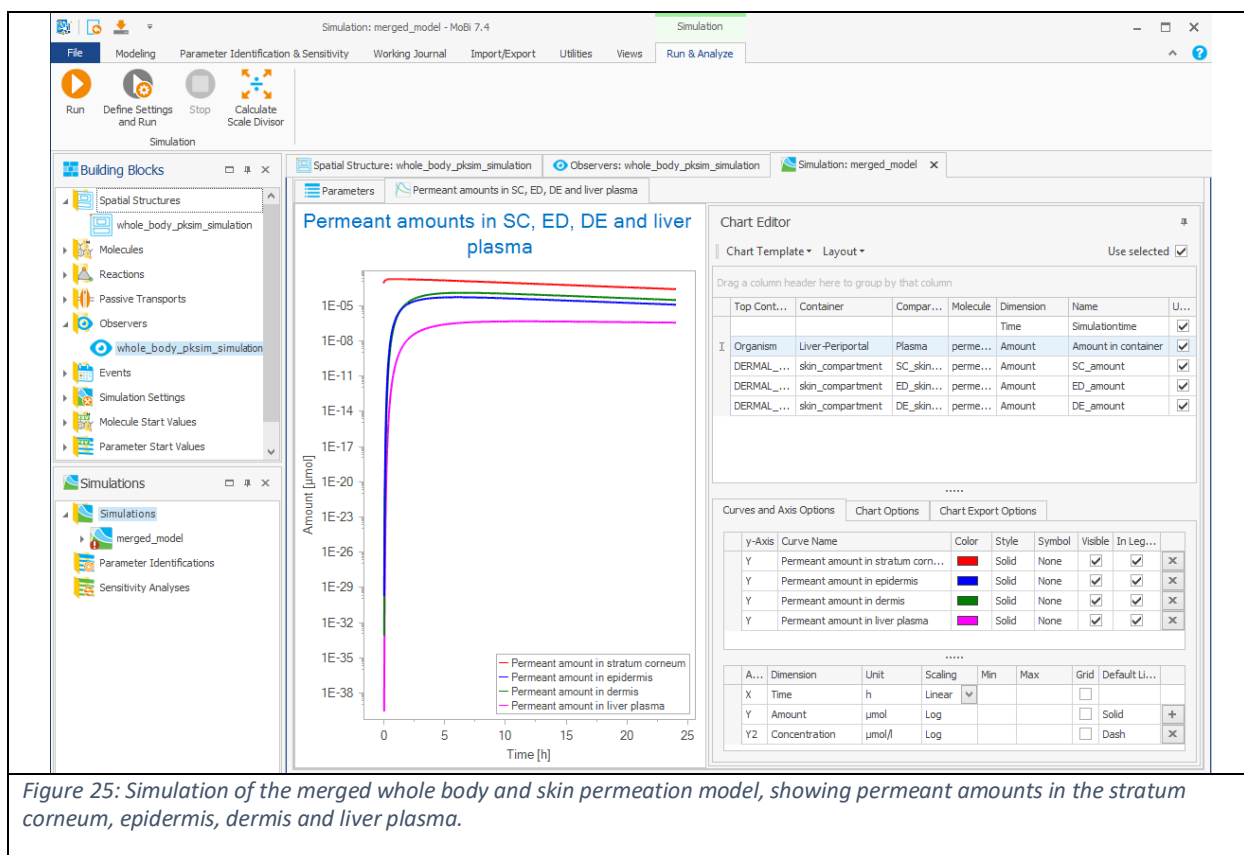 Simulation: merged_model - MoBi 7.4
Simulation
File Modeling Parameter Identification & Sensitivity Working Journal Import/Export Utilities Views Run & Analyze
Run Define Settings and Run Stop Calculate Scale Divisor
Simulation
Building Blocks
Spatial Structures
whole_body_pksim_simulation
Molecules
Reactions
Passive Transports
Observers
whole_body_pksim_simulation
Events
Simulation Settings
Molecule Start Values
Parameter Start Values
Simulations
Simulations
merged_model
Parameter Identifications
Sensitivity Analyses
Spatial Structure: whole_body_pksim_simulation Observers: whole_body_pksim_simulation Simulation: merged_model
Parameters Permeant amounts in SC, ED, DE and liver plasma
Permeant amounts in SC, ED, DE and liver
plasma
Amount [µmol]
1E-05
1E-08
1E-11
1E-14
1E-17
1E-20
1E-23
1E-26
1E-29
1E-32
1E-35
1E-38
Permeant amount in stratum corneum
Permeant amount in epidermis
Permeant amount in dermis
Permeant amount in liver plasma
0 5 10 15 20 25
Time [h]
Chart Editor
Chart Template Layout Use selected
Drag a column header here to group by that column
Top Cont... Container Compar... Molecule Dimension Name U...
Time Simulationtime
Organism Liver-Periportal Plasma perme... Amount Amount in container
DERMAL_... skin_compartment SC_skin... perme... Amount SC_amount
DERMAL_... skin_compartment ED_skin... perme... Amount ED_amount
DERMAL_... skin_compartment DE_skin... perme... Amount DE_amount
Curves and Axis Options Chart Options Chart Export Options
y-Axis Curve Name Color Style Symbol Visible In Leg...
Y Permeant amount in stratum corn... Solid None
Y Permeant amount in epidermis Solid None
Y Permeant amount in dermis Solid None
Y Permeant amount in liver plasma Solid None
A... Dimension Unit Scaling Min Max Grid Default Li...
X Time h Linear
Y Amount µmol Log Solid
Y2 Concentration µmol/l Log Dash
Figure 25: Simulation of the merged whole body and skin permeation model, showing permeant amounts in the stratum
corneum, epidermis, dermis and liver plasma.